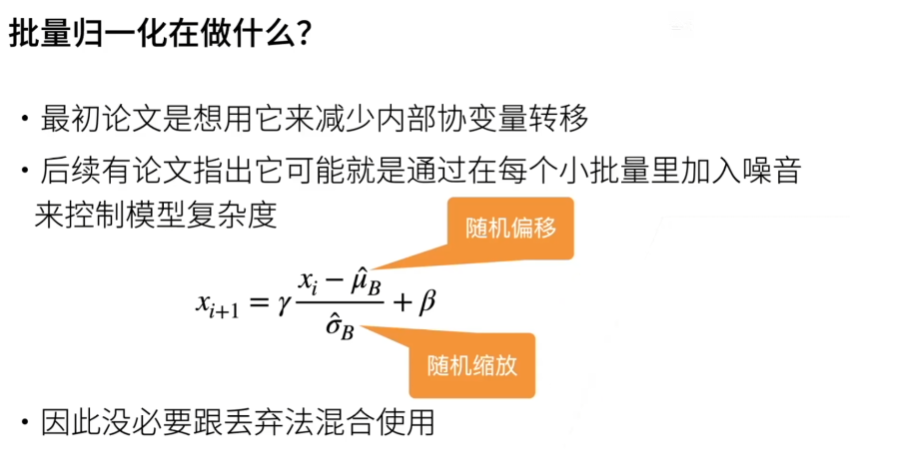 批量归一化在做什么？
• 最初论文是想用它来减少内部协变量转移
• 后续有论文指出它可能就是通过在每个小批量里加入噪音
来控制模型复杂度
随机偏移
x_{i+1} = γ \frac{x_i − \hat{μ}_B}{\hat{σ}_B} + β
随机缩放
• 因此没必要跟丢弃法混合使用